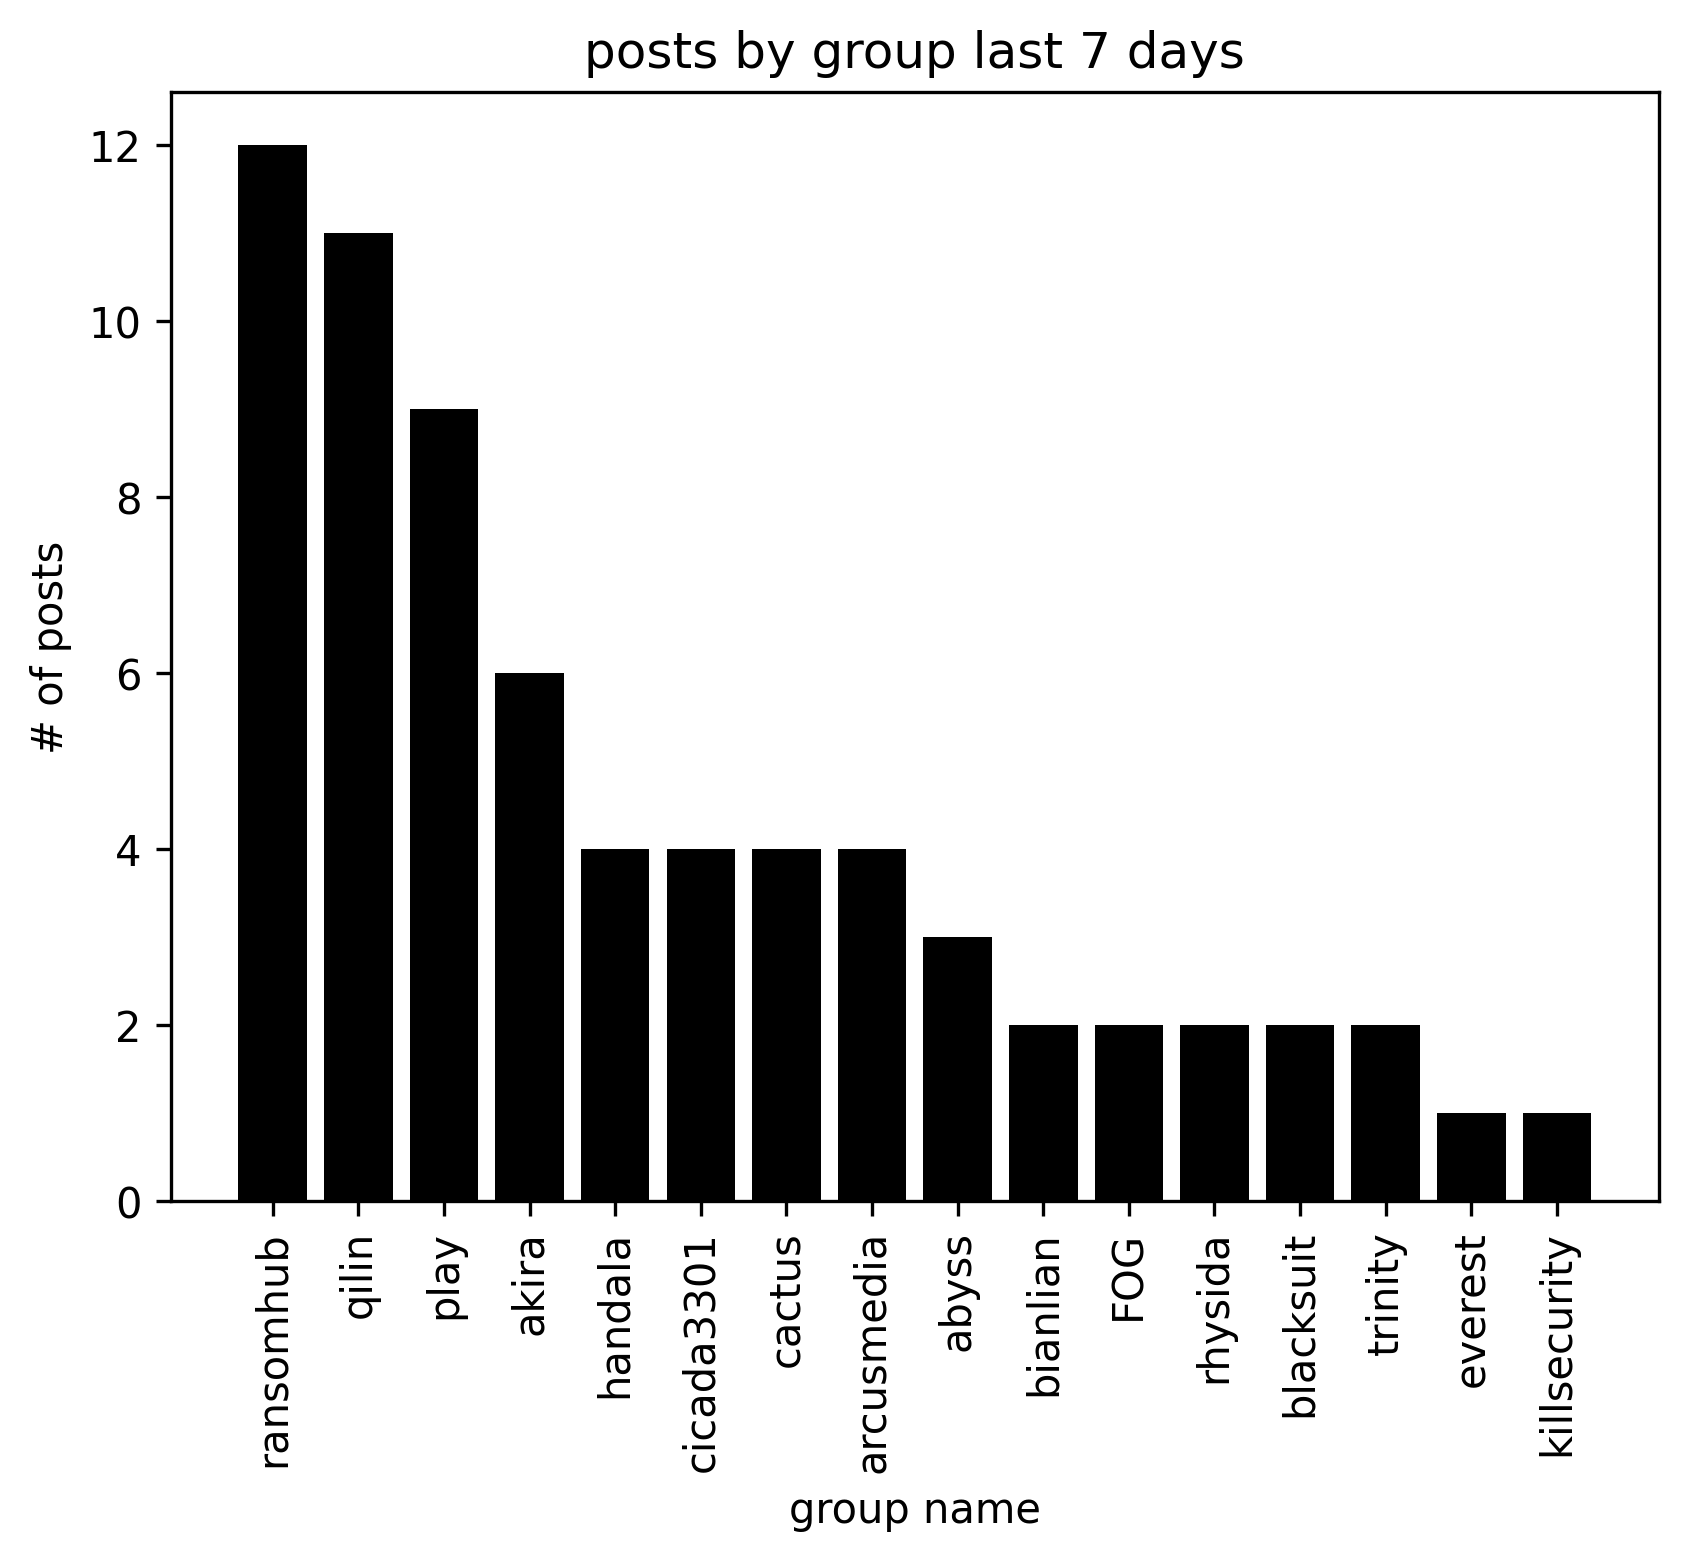 posts by group last 7 days
12
10
8
6
4
2
0
# of posts
ransomhub
qilin
play
akira
handala
cicada3301
cactus
arcusmedia
abyss
bianlian
FOG
rhysida
blacksuit
trinity
everest
killsecurity
group name